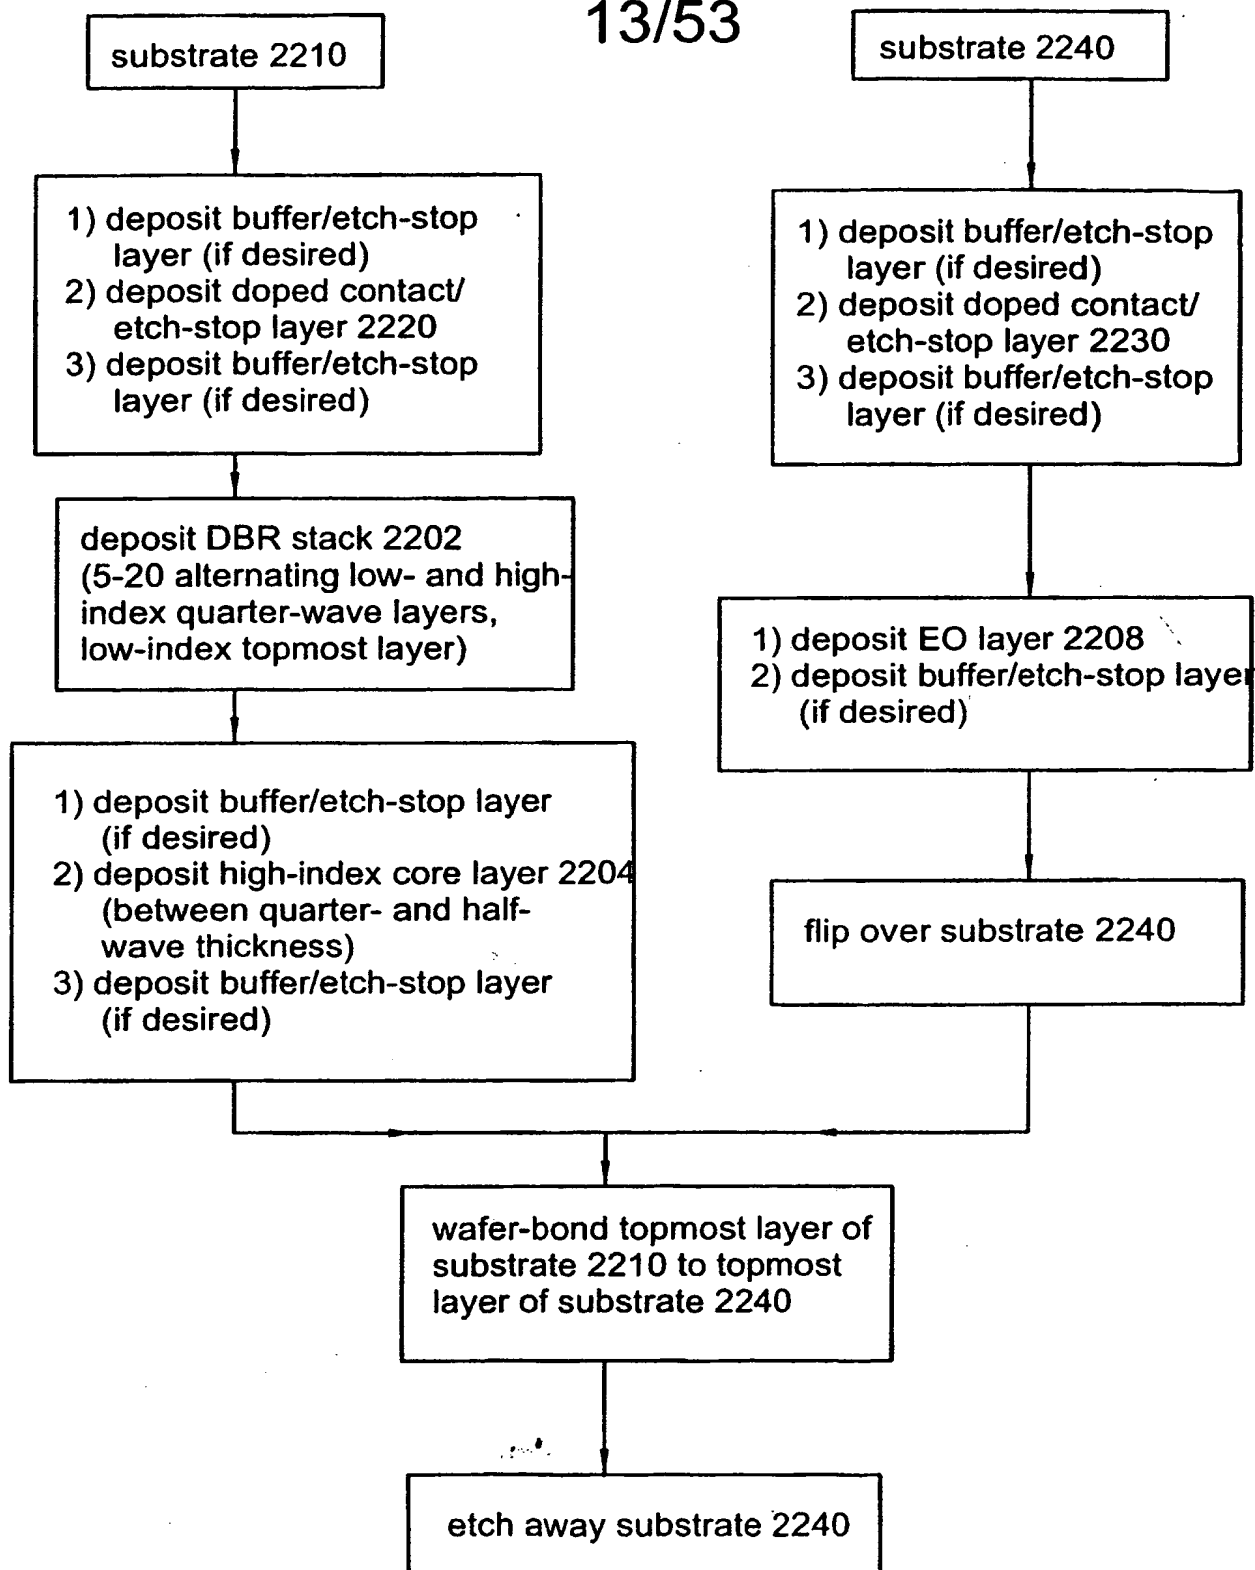 13/53
substrate 2210
1) deposit buffer/etch-stop
layer (if desired)
2) deposit doped contact/
etch-stop layer 2220
3) deposit buffer/etch-stop
layer (if desired)
deposit DBR stack 2202
(5-20 alternating low- and high-
index quarter-wave layers,
low-index topmost layer)
1) deposit buffer/etch-stop layer
(if desired)
2) deposit high-index core layer 2204
(between quarter- and half-
wave thickness)
3) deposit buffer/etch-stop layer
(if desired)
substrate 2240
1) deposit buffer/etch-stop
layer (if desired)
2) deposit doped contact/
etch-stop layer 2230
3) deposit buffer/etch-stop
layer (if desired)
1) deposit EO layer 2208
2) deposit buffer/etch-stop layer
(if desired)
flip over substrate 2240
wafer-bond topmost layer of
substrate 2210 to topmost
layer of substrate 2240
etch away substrate 2240